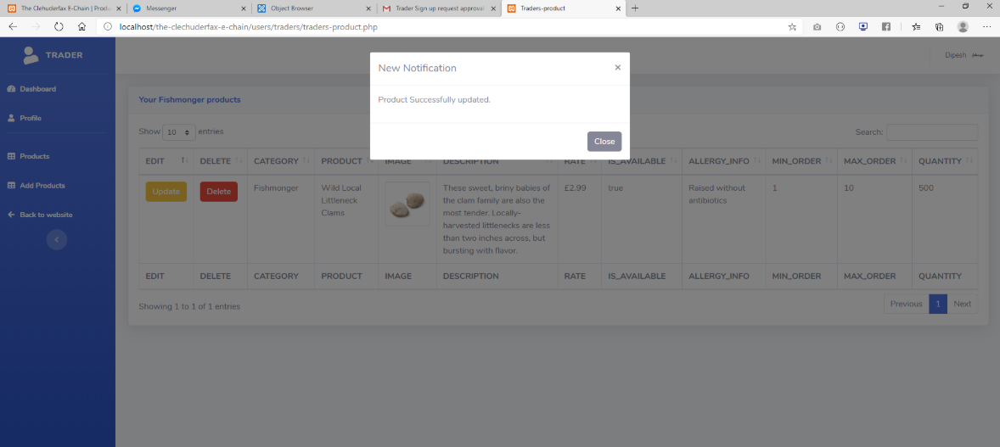 The Clehuderfax E-Chain | Produ
Messenger
Object Browser
Trader Sign up request approval
Traders-product
localhost/the-clechuderfax-e-chain/users/traders/traders-product.php
TRADER
Dashboard
Profile
Products
Add Products
Back to website
Dipesh
New Notification
×
Product Successfully updated.
Close
Your Fishmonger products
Show 10 entries
Search:
EDIT DELETE CATEGORY PRODUCT IMAGE DESCRIPTION RATE IS_AVAILABLE ALLERGY_INFO MIN_ORDER MAX_ORDER QUANTITY
Update Delete Fishmonger Wild Local These sweet, briny babies of £2.99 true Raised without 1 10 500
Littleneck the clam family are also the antibiotics
Clams most tender. Locally-
harvested littlenecks are less
than two inches across, but
bursting with flavor.
EDIT DELETE CATEGORY PRODUCT IMAGE DESCRIPTION RATE IS_AVAILABLE ALLERGY_INFO MIN_ORDER MAX_ORDER QUANTITY
Showing 1 to 1 of 1 entries
Previous 1 Next